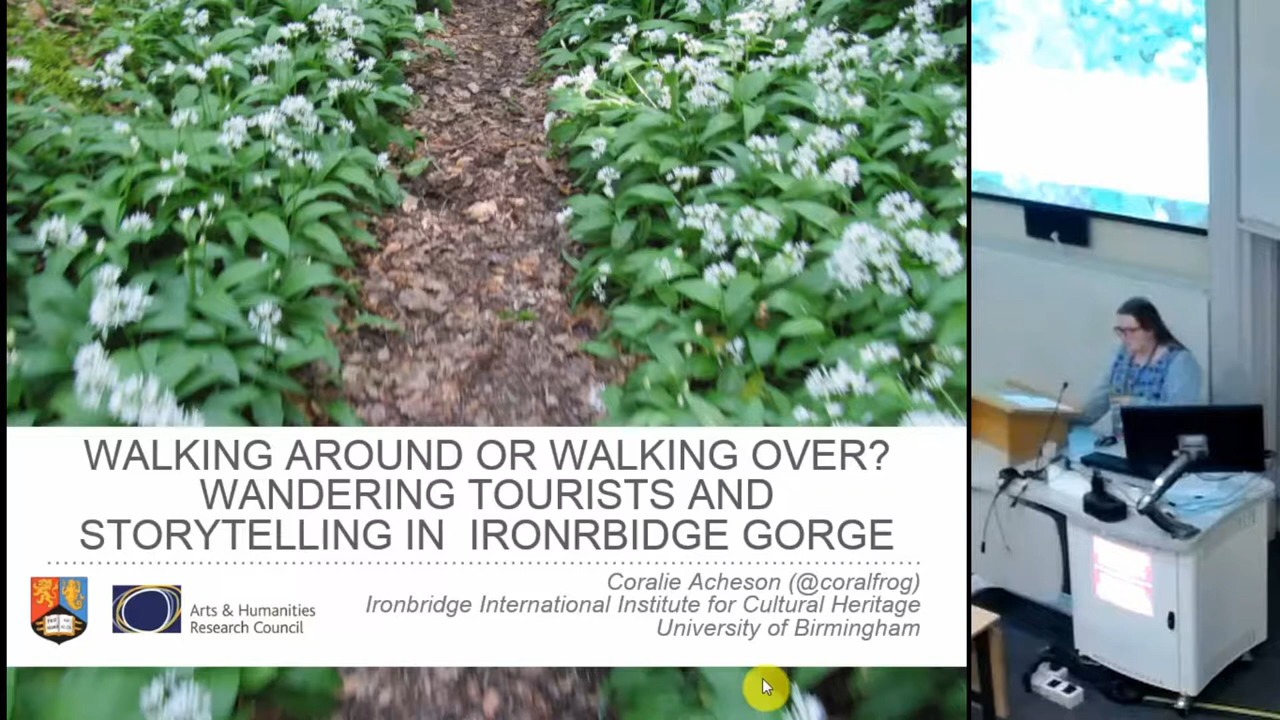 WALKING AROUND OR WALKING OVER?
WANDERING TOURISTS AND
STORYTELLING IN IRONRBIDGE GORGE
Coralie Acheson (@coralfrog)
Ironbridge International Institute for Cultural Heritage
University of Birmingham
Arts & Humanities
Research Council